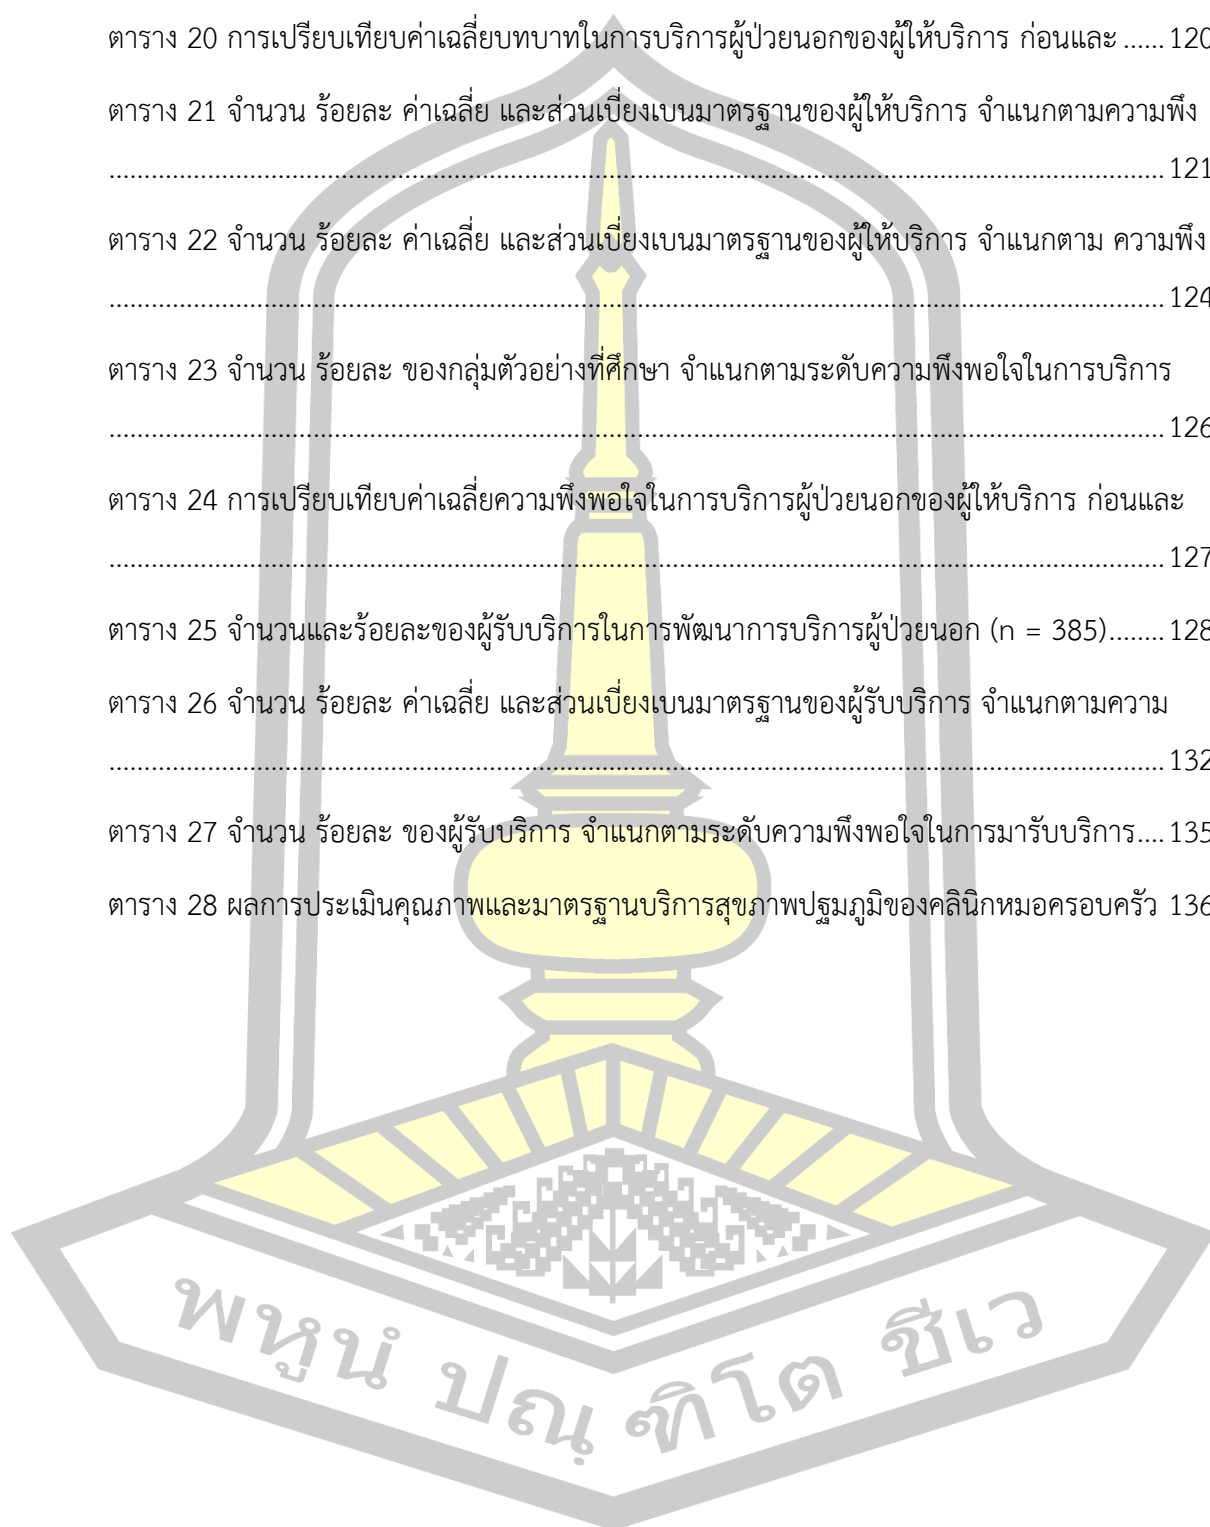 ตาราง 20 การเปรียบเทียบค่าเฉลี่ยบทบาทในการบริการผู้ป่วยนอกของผู้ให้บริการ ก่อนและ ...... 120
ตาราง 21 จำนวน ร้อยละ ค่าเฉลี่ย และส่วนเบี่ยงเบนมาตรฐานของผู้ให้บริการ จำแนกตามความพึง
........................................................................................................................................................ 121
ตาราง 22 จำนวน ร้อยละ ค่าเฉลี่ย และส่วนเบี่ยงเบนมาตรฐานของผู้ให้บริการ จำแนกตาม ความพึง
........................................................................................................................................................ 124
ตาราง 23 จำนวน ร้อยละ ของกลุ่มตัวอย่างที่ศึกษา จำแนกตามระดับความพึงพอใจในการบริการ
........................................................................................................................................................ 126
ตาราง 24 การเปรียบเทียบค่าเฉลี่ยความพึงพอใจในการบริการผู้ป่วยนอกของผู้ให้บริการ ก่อนและ
........................................................................................................................................................ 127
ตาราง 25 จำนวนและร้อยละของผู้รับบริการในการพัฒนาการบริการผู้ป่วยนอก (n = 385)........ 128
ตาราง 26 จำนวน ร้อยละ ค่าเฉลี่ย และส่วนเบี่ยงเบนมาตรฐานของผู้รับบริการ จำแนกตามความ
........................................................................................................................................................ 132
ตาราง 27 จำนวน ร้อยละ ของผู้รับบริการ จำแนกตามระดับความพึงพอใจในการมารับบริการ.... 135
ตาราง 28 ผลการประเมินคุณภาพและมาตรฐานบริการสุขภาพปฐมภูมิของคลินิกหมอครอบครัว 136
พหูนํ ปณฺฑิโต ชีเว